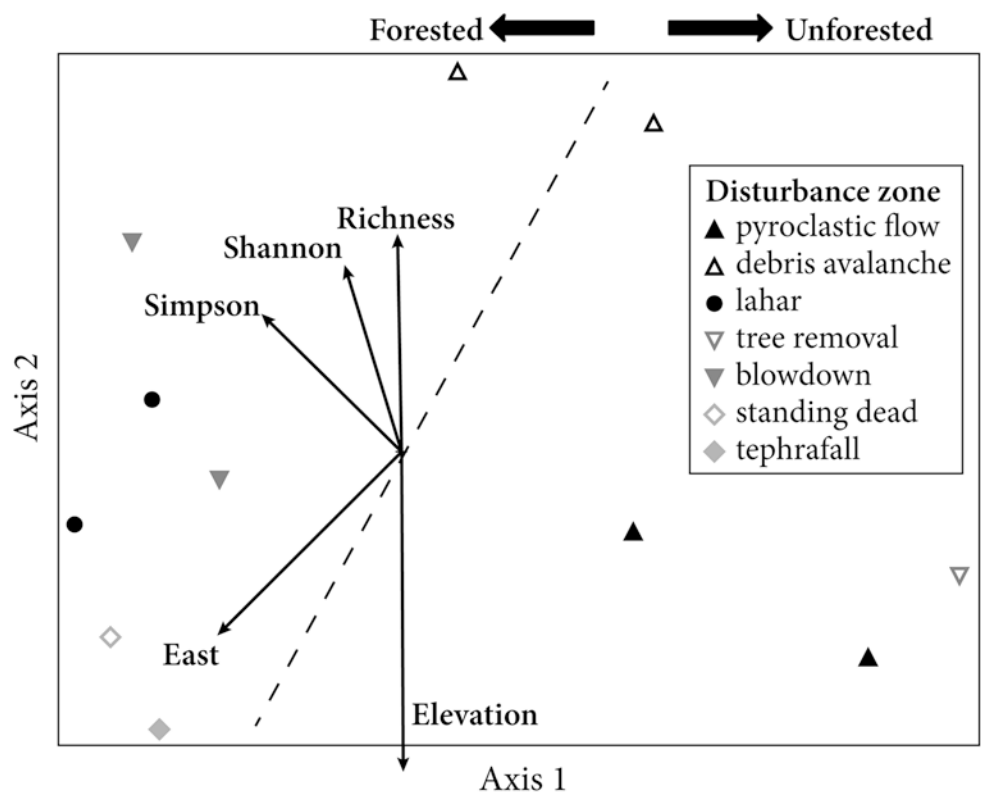 Forested
Unforested
Richness
Shannon
Simpson
Disturbance zone
pyroclastic flow
debris avalanche
lahar
tree removal
blowdown
standing dead
tephrafall
Axis 2
East
Elevation
Axis 1